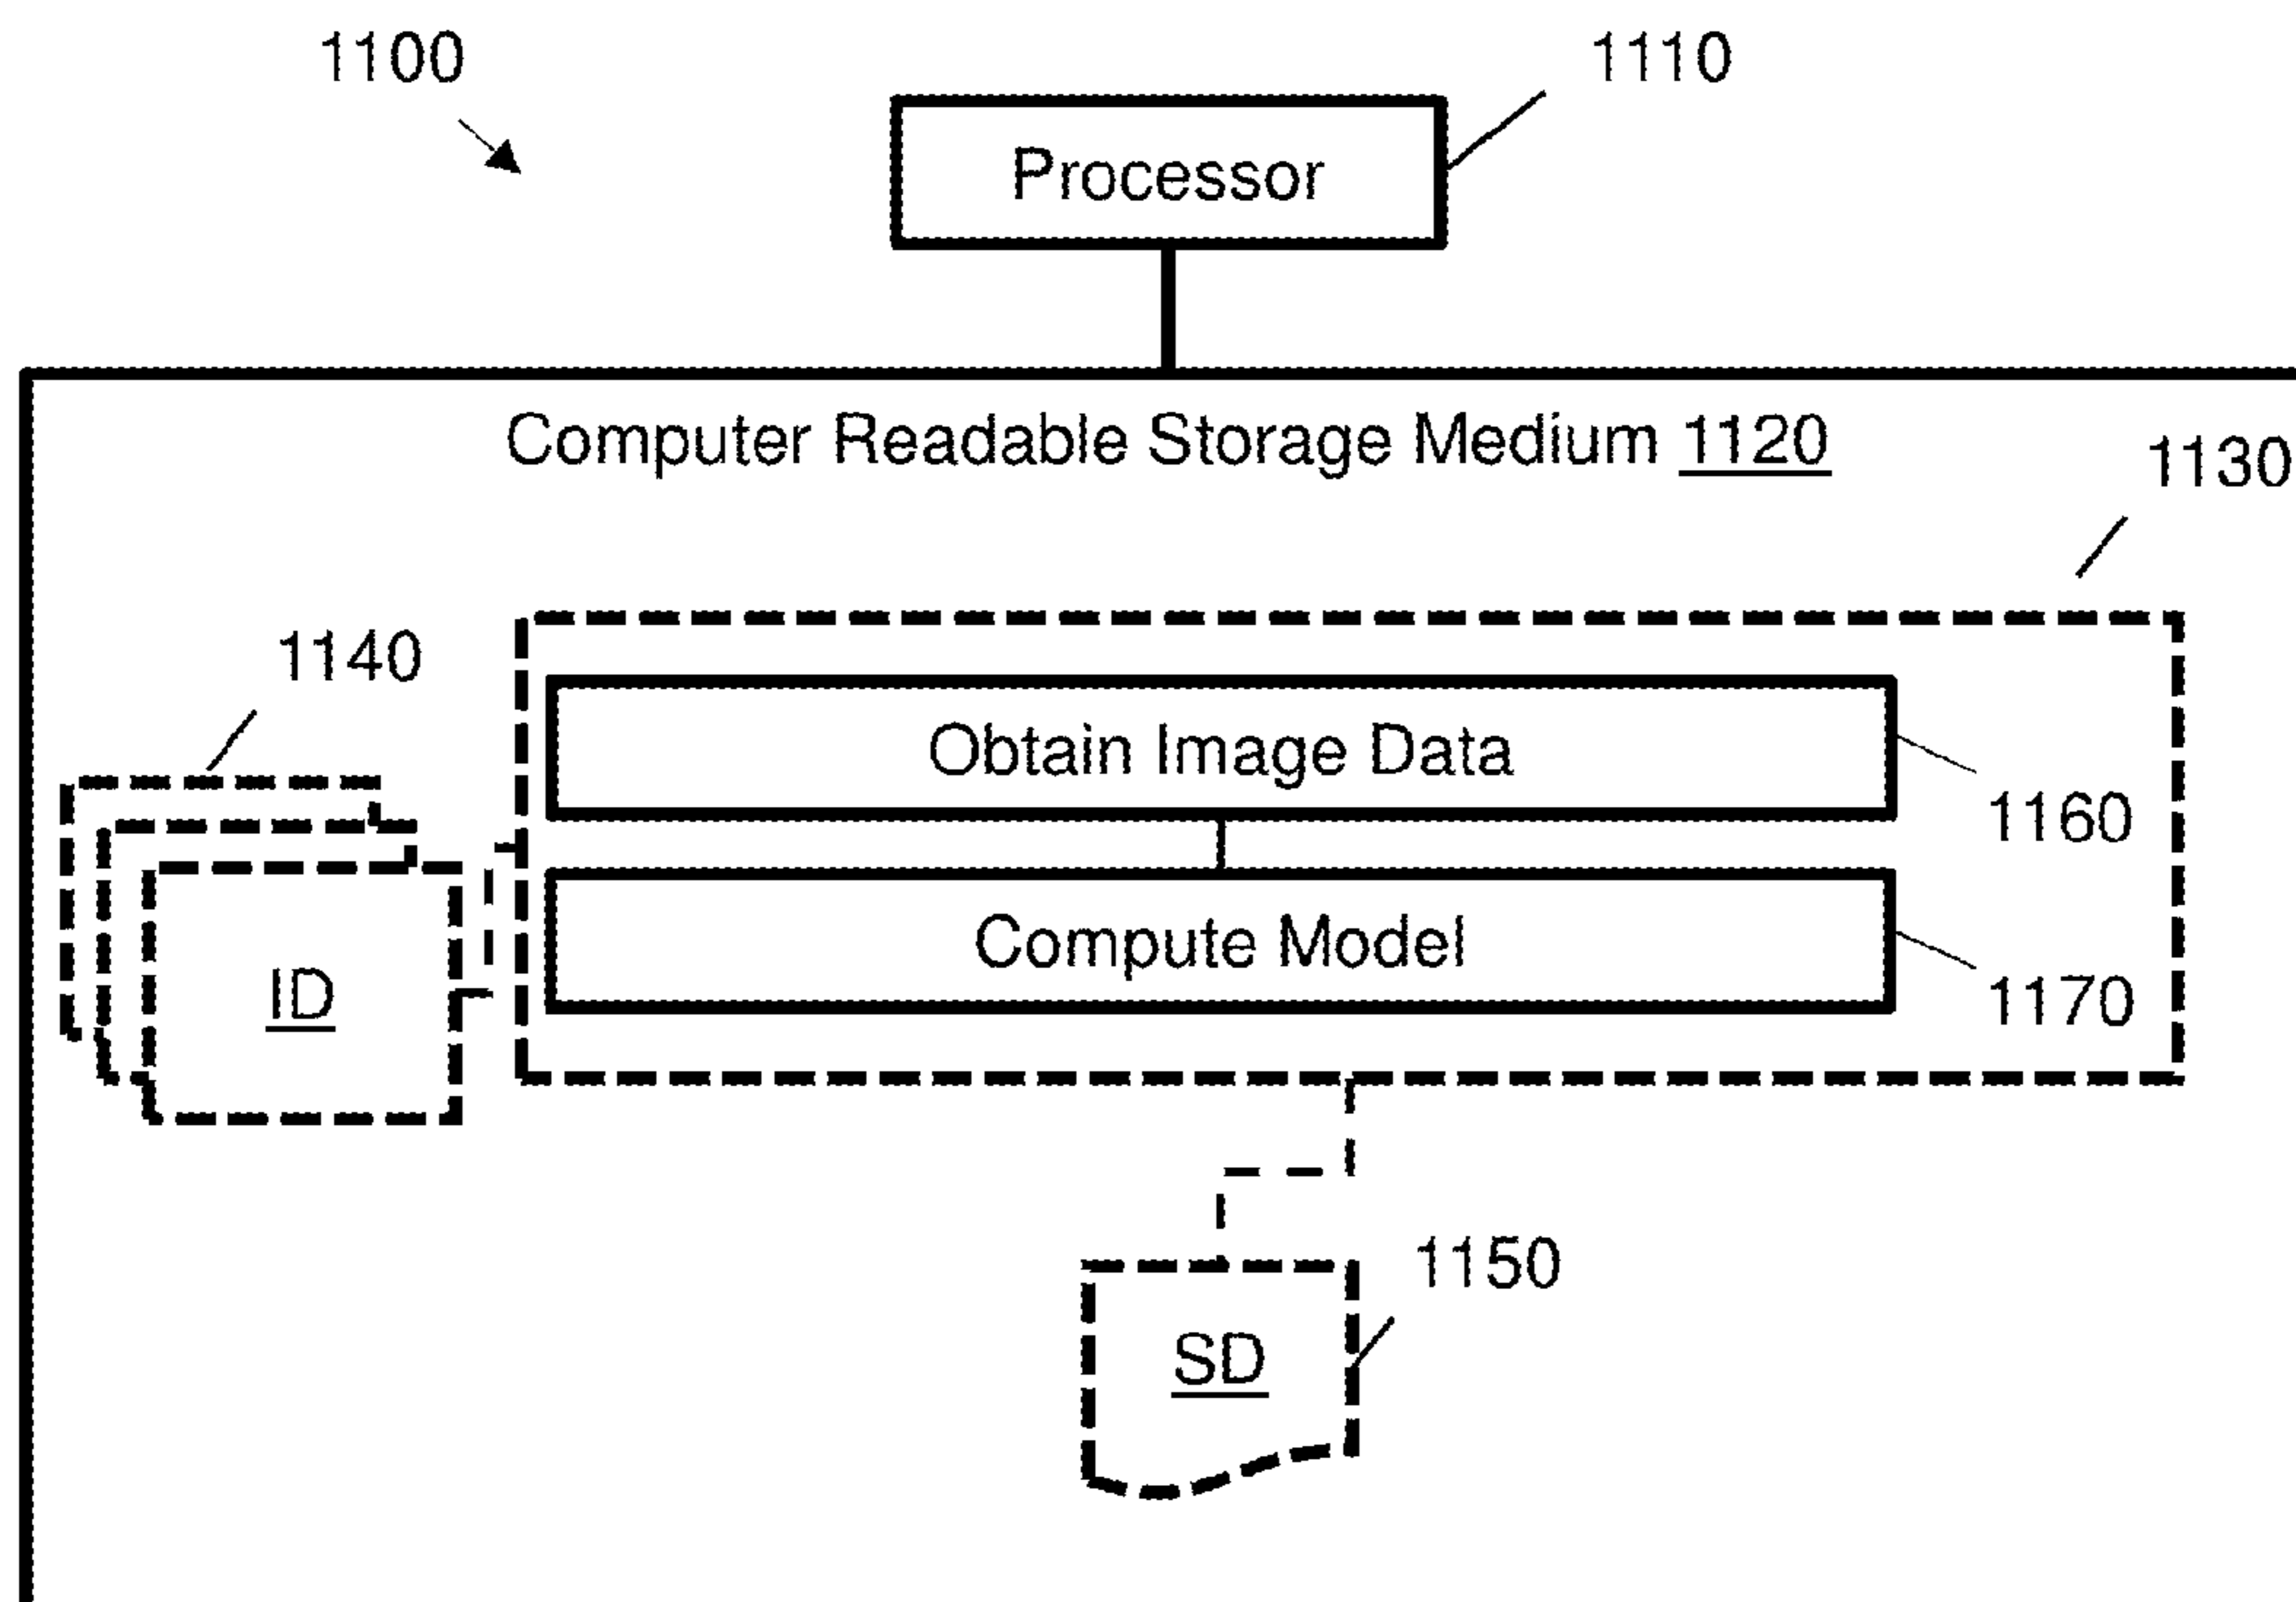 1100
1110
Processor
Computer Readable Storage Medium 1120
1130
1140
Obtain Image Data
1160
Compute Model
ID
1170
1150
SD